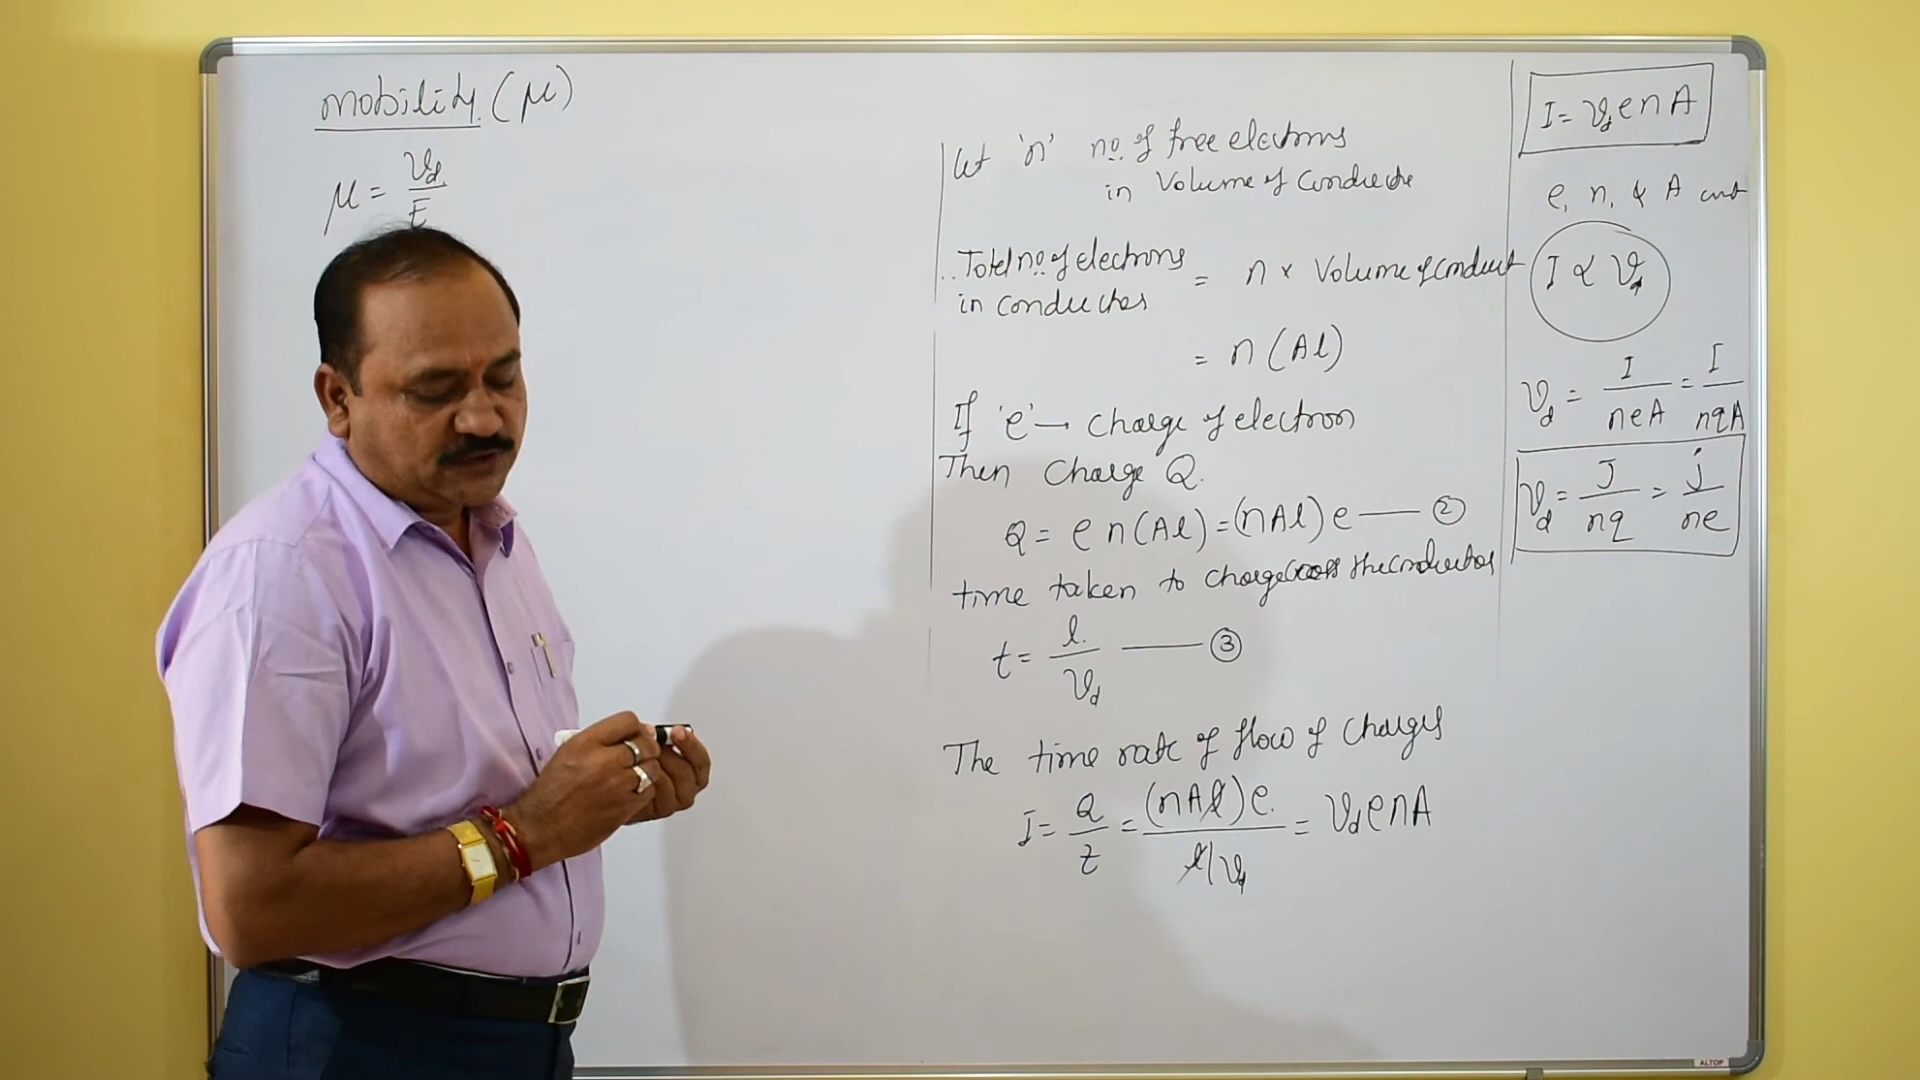 mobility (μ)
μ = vd/E
Let 'n' no. of free electrons
in Volume of Conductor
Total no. of electrons
in conductor = n × Volume of conduct
= n (Al)
If 'e' → charge of electron
Then Charge Q.
Q = e n (Al) = (nAl) e — ②
time taken to charge cross the conductor
t = l/vd — ③
The time rate of flow of charges
I = Q/t = (nAl)e/l/vd = vd e n A
I = vd e n A
e, n, & A const
I ∝ vd
vd = I/neA = I/nqA
vd = J/nq = j/ne
ALTOP